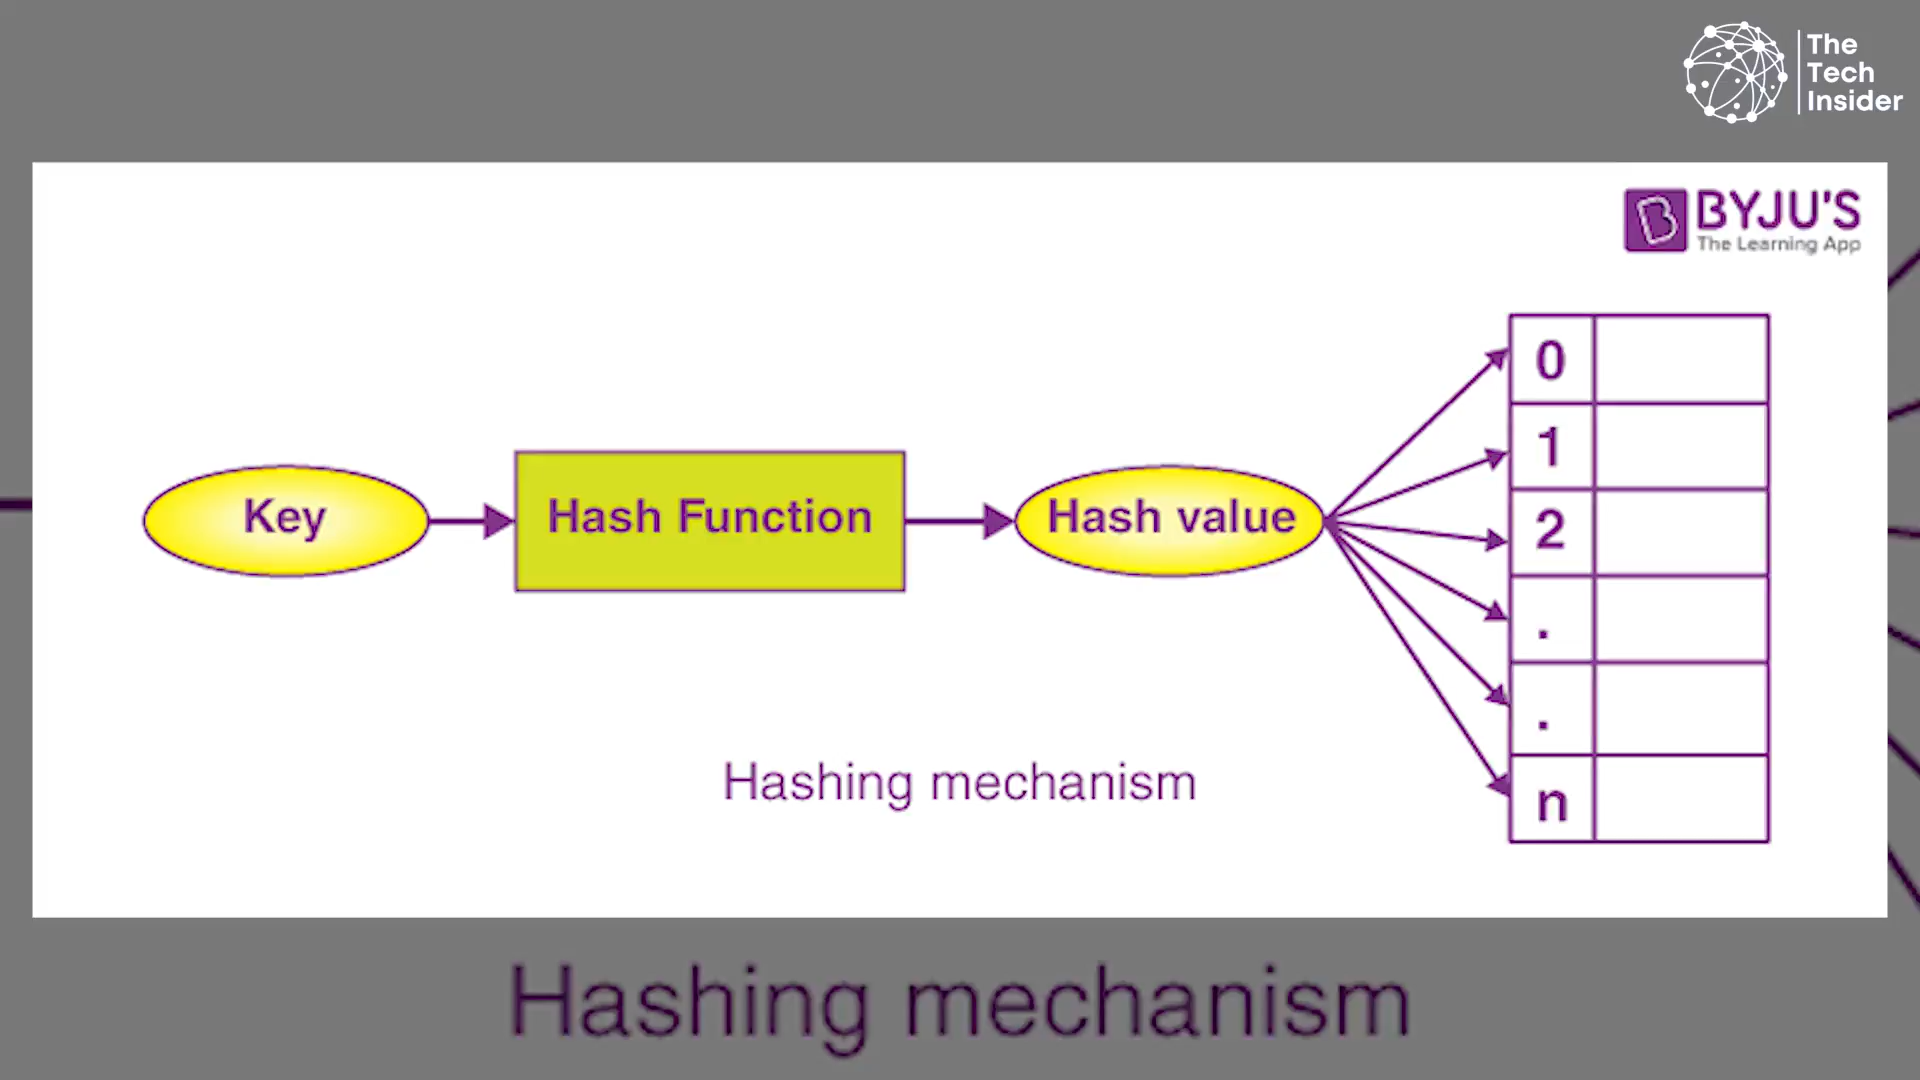 The
Tech
Insider
BYJU'S
The Learning App
Key
Hash Function
Hash value
0
1
2
.
.
n
Hashing mechanism
Hashing mechanism